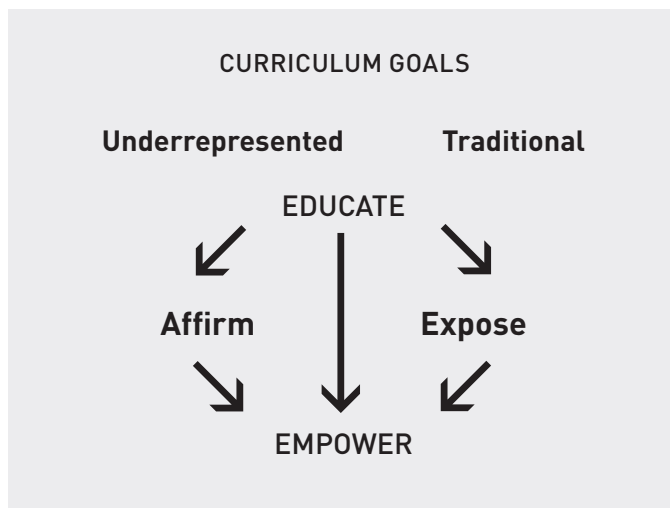 CURRICULUM GOALS
Underrepresented Traditional
EDUCATE
Affirm Expose
EMPOWER